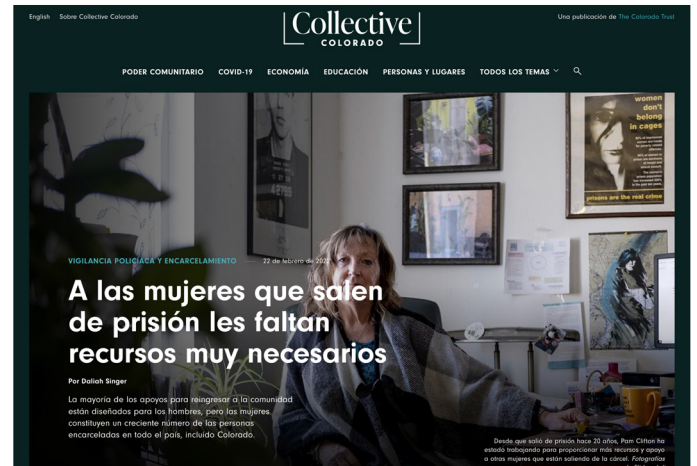 English Sobre Collective Colorado
Collective
COLORADO
Una publicación de The Colorado Trust
PODER COMUNITARIO COVID-19 ECONOMÍA EDUCACIÓN PERSONAS Y LUGARES TODOS LOS TEMAS
women
don't
belong
in cages
prisons are the real crime
42795
VIGILANCIA POLICIACA Y ENCARCELAMIENTO 22 de febrero de 2022
A las mujeres que salen
de prisión les faltan
recursos muy necesarios
Por Daliah Singer
La mayoría de los apoyos para reingresar a la comunidad
están diseñados para los hombres, pero las mujeres
constituyen un creciente número de las personas
encarceladas en todo el país, incluido Colorado.
Desde que salió de prisión hace 20 años, Pam Clifton ha
estado trabajando para proporcionar más recursos y apoyo
a otras mujeres que están saliendo de la cárcel. Fotografías